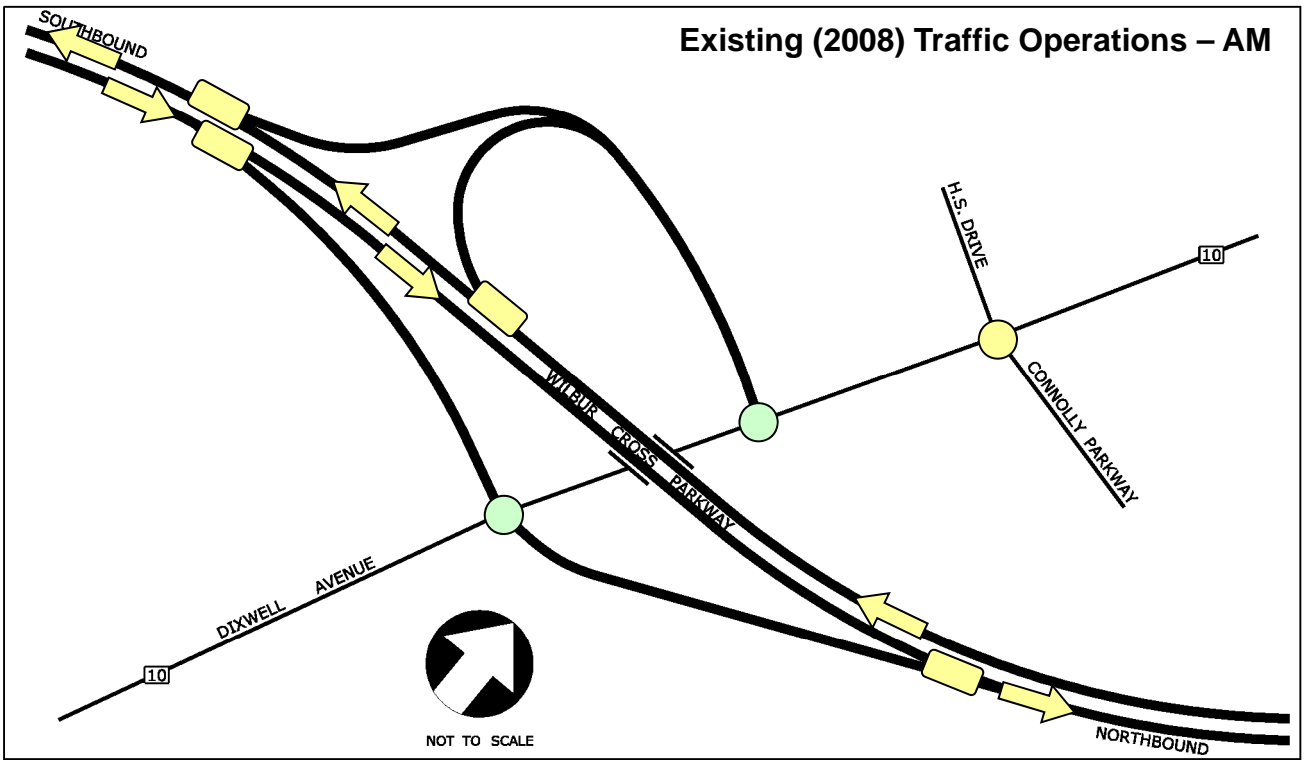 SOUTHBOUND
Existing (2008) Traffic Operations – AM
H.S. DRIVE
10
CONNOLLY PARKWAY
WILBUR CROSS PARKWAY
DIXWELL AVENUE
10
NOT TO SCALE
NORTHBOUND